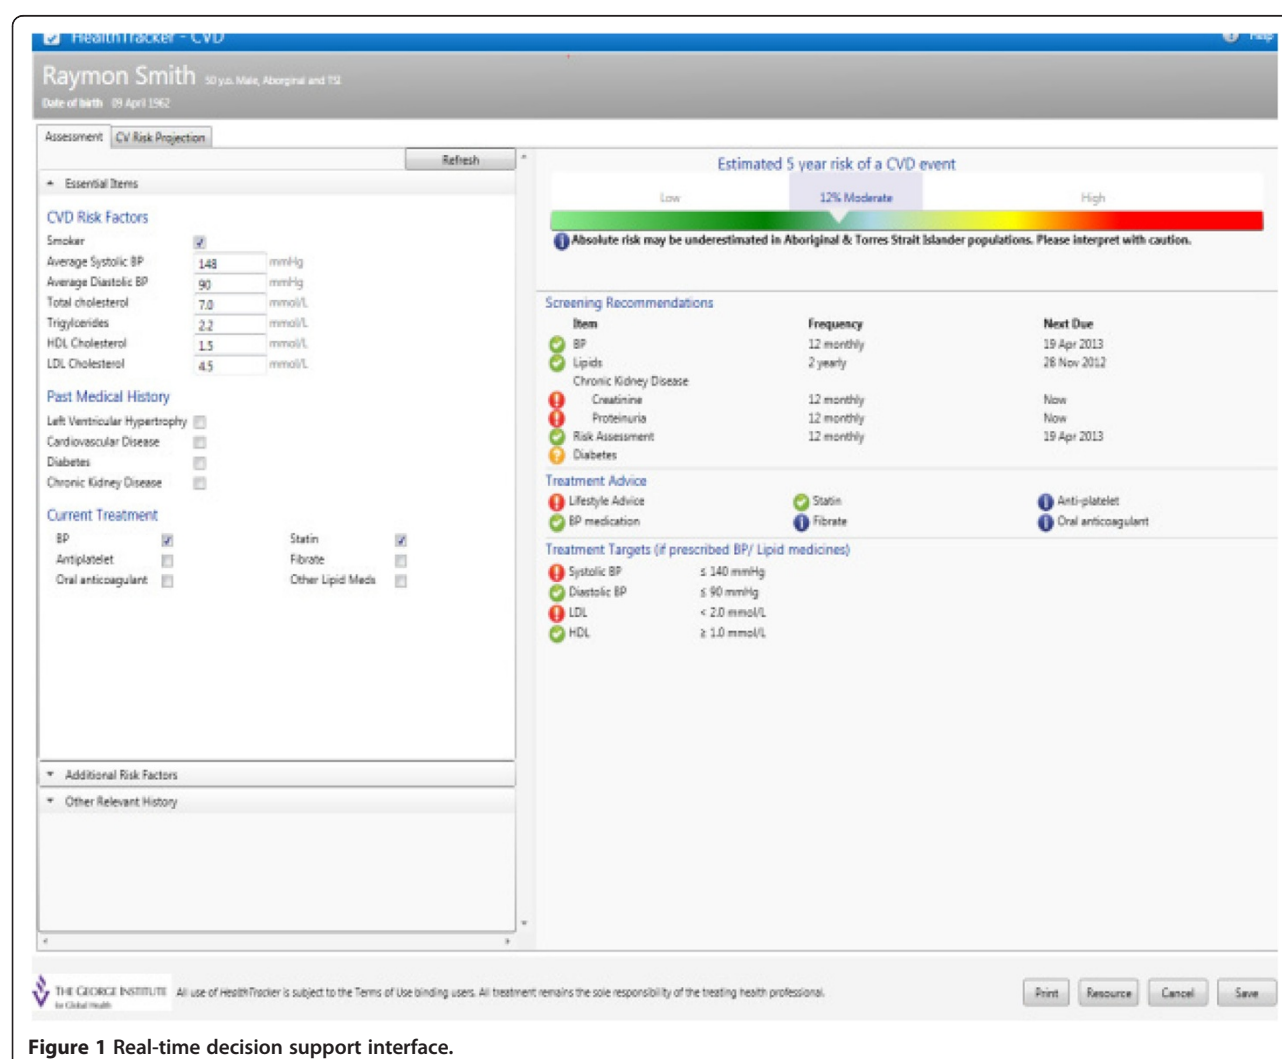 HealthTracker - CVD
Help
Raymon Smith 50 y.o. Male, Aborginal and TSI
Date of birth 09 April 1962
Assessment CV Risk Projection
Refresh
Essential Items
CVD Risk Factors
Smoker
Average Systolic BP 148 mmHg
Average Diastolic BP 90 mmHg
Total cholesterol 7.0 mmol/L
Trigylcerides 2.2 mmol/L
HDL Cholesterol 1.5 mmol/L
LDL Cholesterol 4.5 mmol/L
Past Medical History
Left Ventricular Hypertrophy
Cardiovascular Disease
Diabetes
Chronic Kidney Disease
Current Treatment
BP Statin
Antiplatelet Fibrate
Oral anticoagulant Other Lipid Meds
Additional Risk Factors
Other Relevant History
Estimated 5 year risk of a CVD event
Low 12% Moderate High
Absolute risk may be underestimated in Aboriginal & Torres Strait Islander populations. Please interpret with caution.
Screening Recommendations
Item Frequency Next Due
BP 12 monthly 19 Apr 2013
Lipids 2 yearly 28 Nov 2012
Chronic Kidney Disease
Creatinine 12 monthly Now
Proteinuria 12 monthly Now
Risk Assessment 12 monthly 19 Apr 2013
Diabetes
Treatment Advice
Lifestyle Advice Statin Anti-platelet
BP medication Fibrate Oral anticoagulant
Treatment Targets (if prescribed BP/ Lipid medicines)
Systolic BP ≤ 140 mmHg
Diastolic BP ≤ 90 mmHg
LDL < 2.0 mmol/L
HDL ≥ 1.0 mmol/L
THE GEORGE INSTITUTE
for Global Health
All use of HealthTracker is subject to the Terms of Use binding users. All treatment remains the sole responsibility of the treating health professional.
Print Resource Cancel Save
Figure 1 Real-time decision support interface.